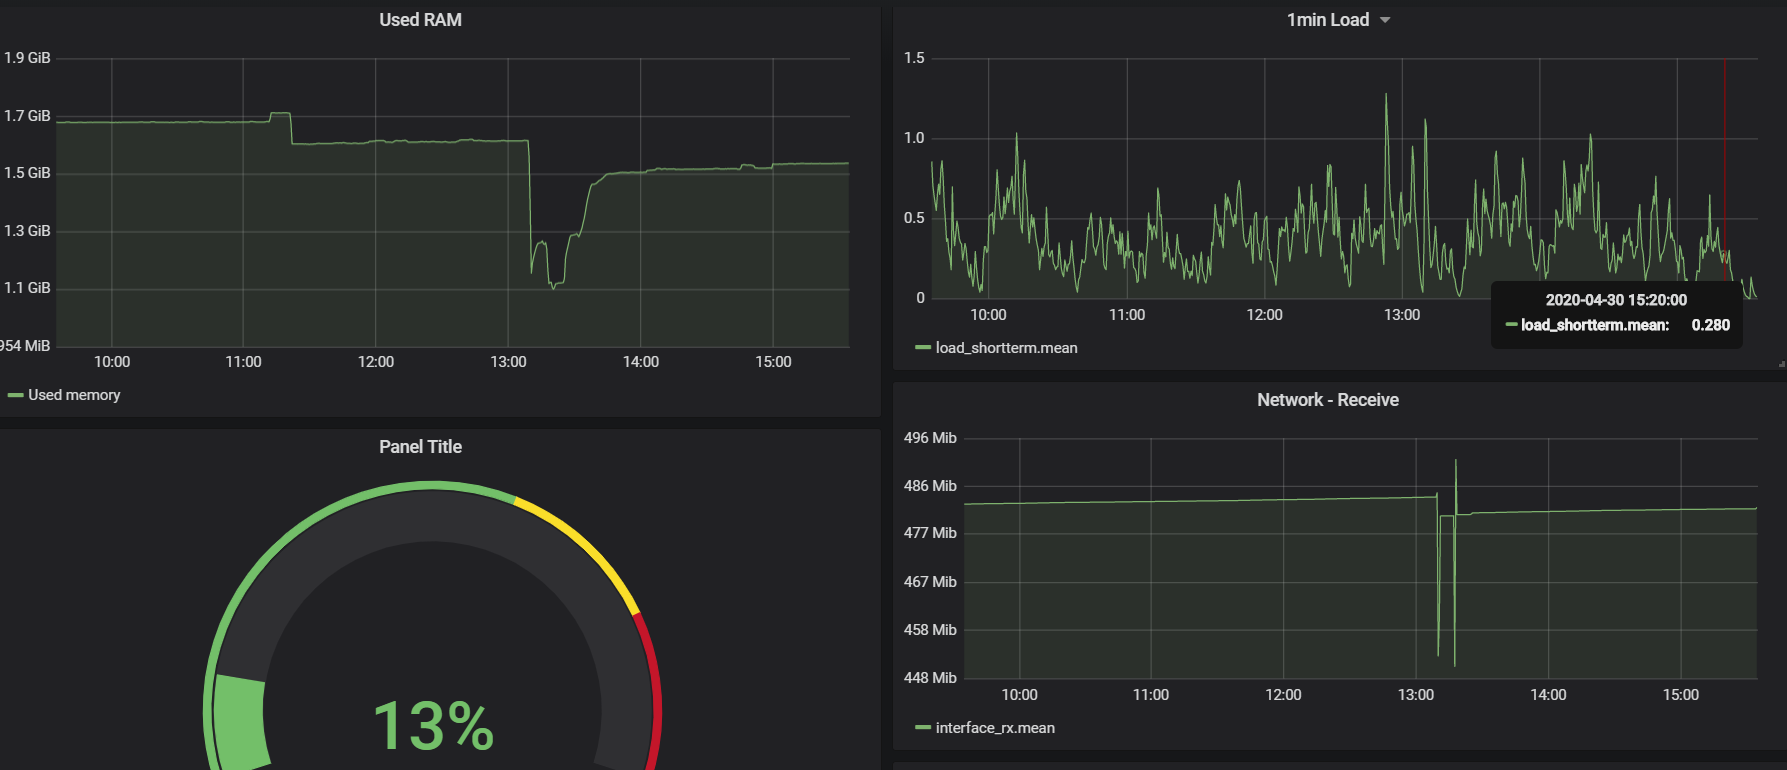 Used RAM
1.9 GiB
1.7 GiB
1.5 GiB
1.3 GiB
1.1 GiB
954 MiB
10:00 11:00 12:00 13:00 14:00 15:00
Used memory
1min Load
1.5
1.0
0.5
0
10:00 11:00 12:00 13:00
2020-04-30 15:20:00
load_shortterm.mean: 0.280
load_shortterm.mean
Panel Title
13%
Network - Receive
496 Mib
486 Mib
477 Mib
467 Mib
458 Mib
448 Mib
10:00 11:00 12:00 13:00 14:00 15:00
interface_rx.mean